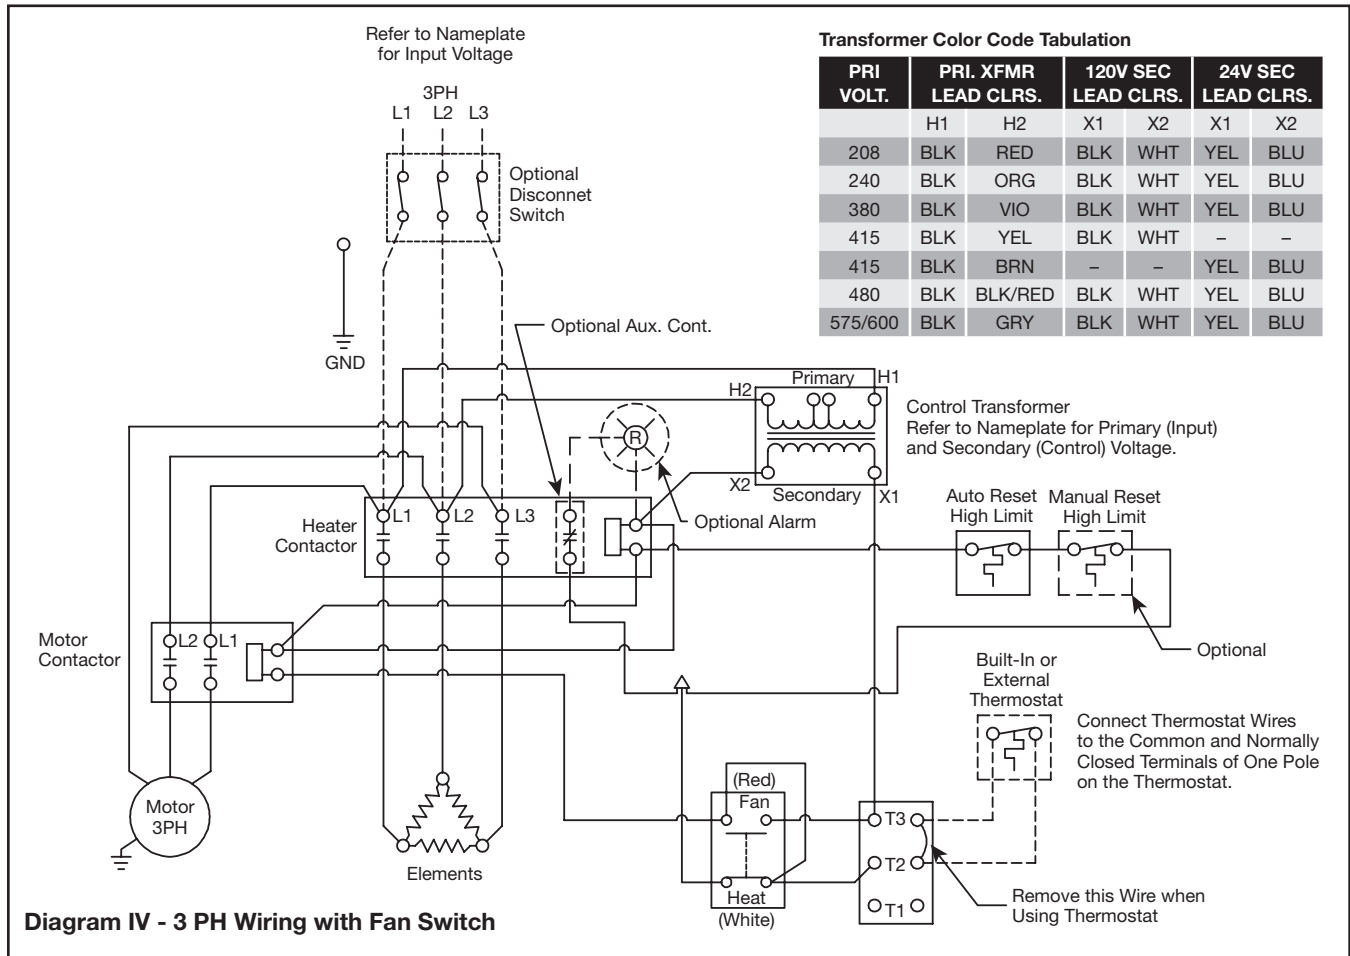 Refer to Nameplate
for Input Voltage
3PH
L1 L2 L3
Optional
Disconnet
Switch
GND
Transformer Color Code Tabulation
PRI VOLT. PRI. XFMR LEAD CLRS. 120V SEC LEAD CLRS. 24V SEC LEAD CLRS.
H1 H2 X1 X2 X1 X2
208 BLK RED BLK WHT YEL BLU
240 BLK ORG BLK WHT YEL BLU
380 BLK VIO BLK WHT YEL BLU
415 BLK YEL BLK WHT – –
415 BLK BRN – – YEL BLU
480 BLK BLK/RED BLK WHT YEL BLU
575/600 BLK GRY BLK WHT YEL BLU
Optional Aux. Cont.
H2 Primary H1
Control Transformer
Refer to Nameplate for Primary (Input)
and Secondary (Control) Voltage.
R
X2 Secondary X1
Optional Alarm
Heater
Contactor
L1 L2 L3
Auto Reset
High Limit
Manual Reset
High Limit
Optional
Motor
Contactor
L2 L1
Built-In or
External
Thermostat
Connect Thermostat Wires
to the Common and Normally
Closed Terminals of One Pole
on the Thermostat.
Motor
3PH
Elements
(Red)
Fan
Heat
(White)
T3
T2
T1
Remove this Wire when
Using Thermostat
Diagram IV - 3 PH Wiring with Fan Switch